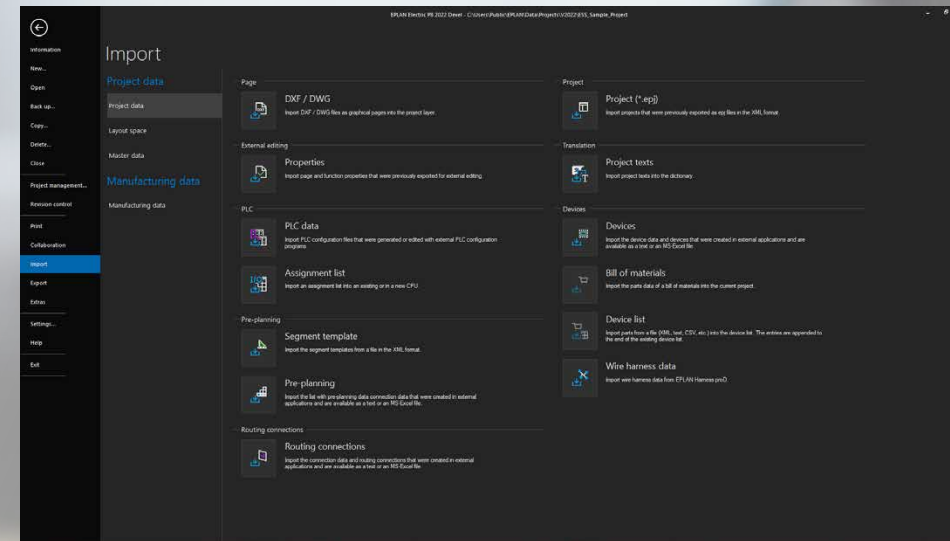 EPLAN Electric P8 2022 Devel - C:\Users\Public\EPLAN\Data\Projects\V2022\ESS_Sample_Project
Information
New...
Open
Back up...
Copy...
Delete...
Close
Project management...
Revision control
Print
Collaboration
Import
Export
Extras
Settings...
Help
Exit
Import
Project data
Project data
Layout space
Master data
Manufacturing data
Manufacturing data
Page
DXF / DWG
Import DXF / DWG files as graphical pages into the project layer.
External editing
Properties
Import page and function properties that were previously exported for external editing.
PLC
PLC data
Import PLC configuration files that were generated or edited with external PLC configuration
programs.
Assignment list
Import an assignment list into an existing or in a new CPU.
Pre-planning
Segment template
Import the segment templates from a file in the XML format.
Pre-planning
Import the list with pre-planning data connection data that were created in external
applications and are available as a text or an MS-Excel file.
Routing connections
Routing connections
Import the connection data and routing connections that were created in external
applications and are available as a text or an MS-Excel file
Project
Project (*.epj)
Import projects that were previously exported as epj files in the XML format.
Translation
Project texts
Import project texts into the dictionary.
Devices
Devices
Import the device data and devices that were created in external applications and are
available as a text or an MS-Excel file.
Bill of materials
Import the parts data of a bill of materials into the current project.
Device list
Import parts from a file (XML, text, CSV, etc.) into the device list. The entries are appended to
the end of the existing device list
Wire harness data
Import wire harness data from EPLAN Harness proD.